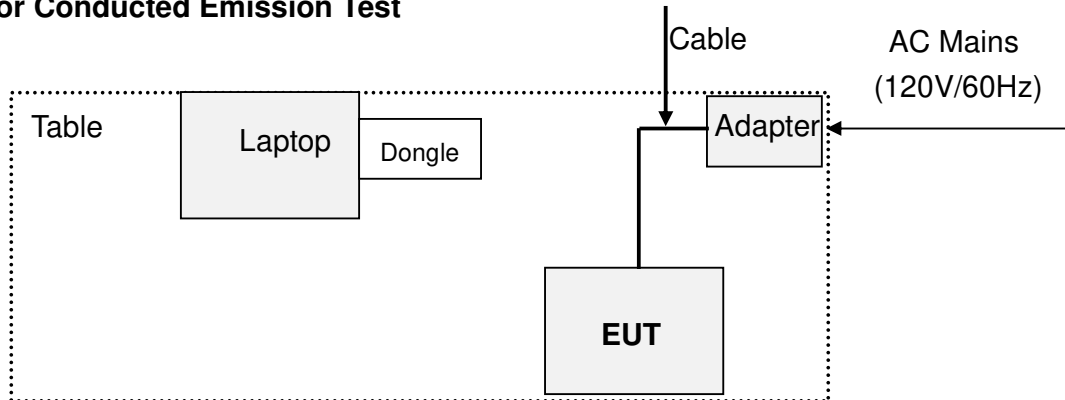 or Conducted Emission Test
Cable
AC Mains
(120V/60Hz)
Table
Laptop
Dongle
Adapter
EUT